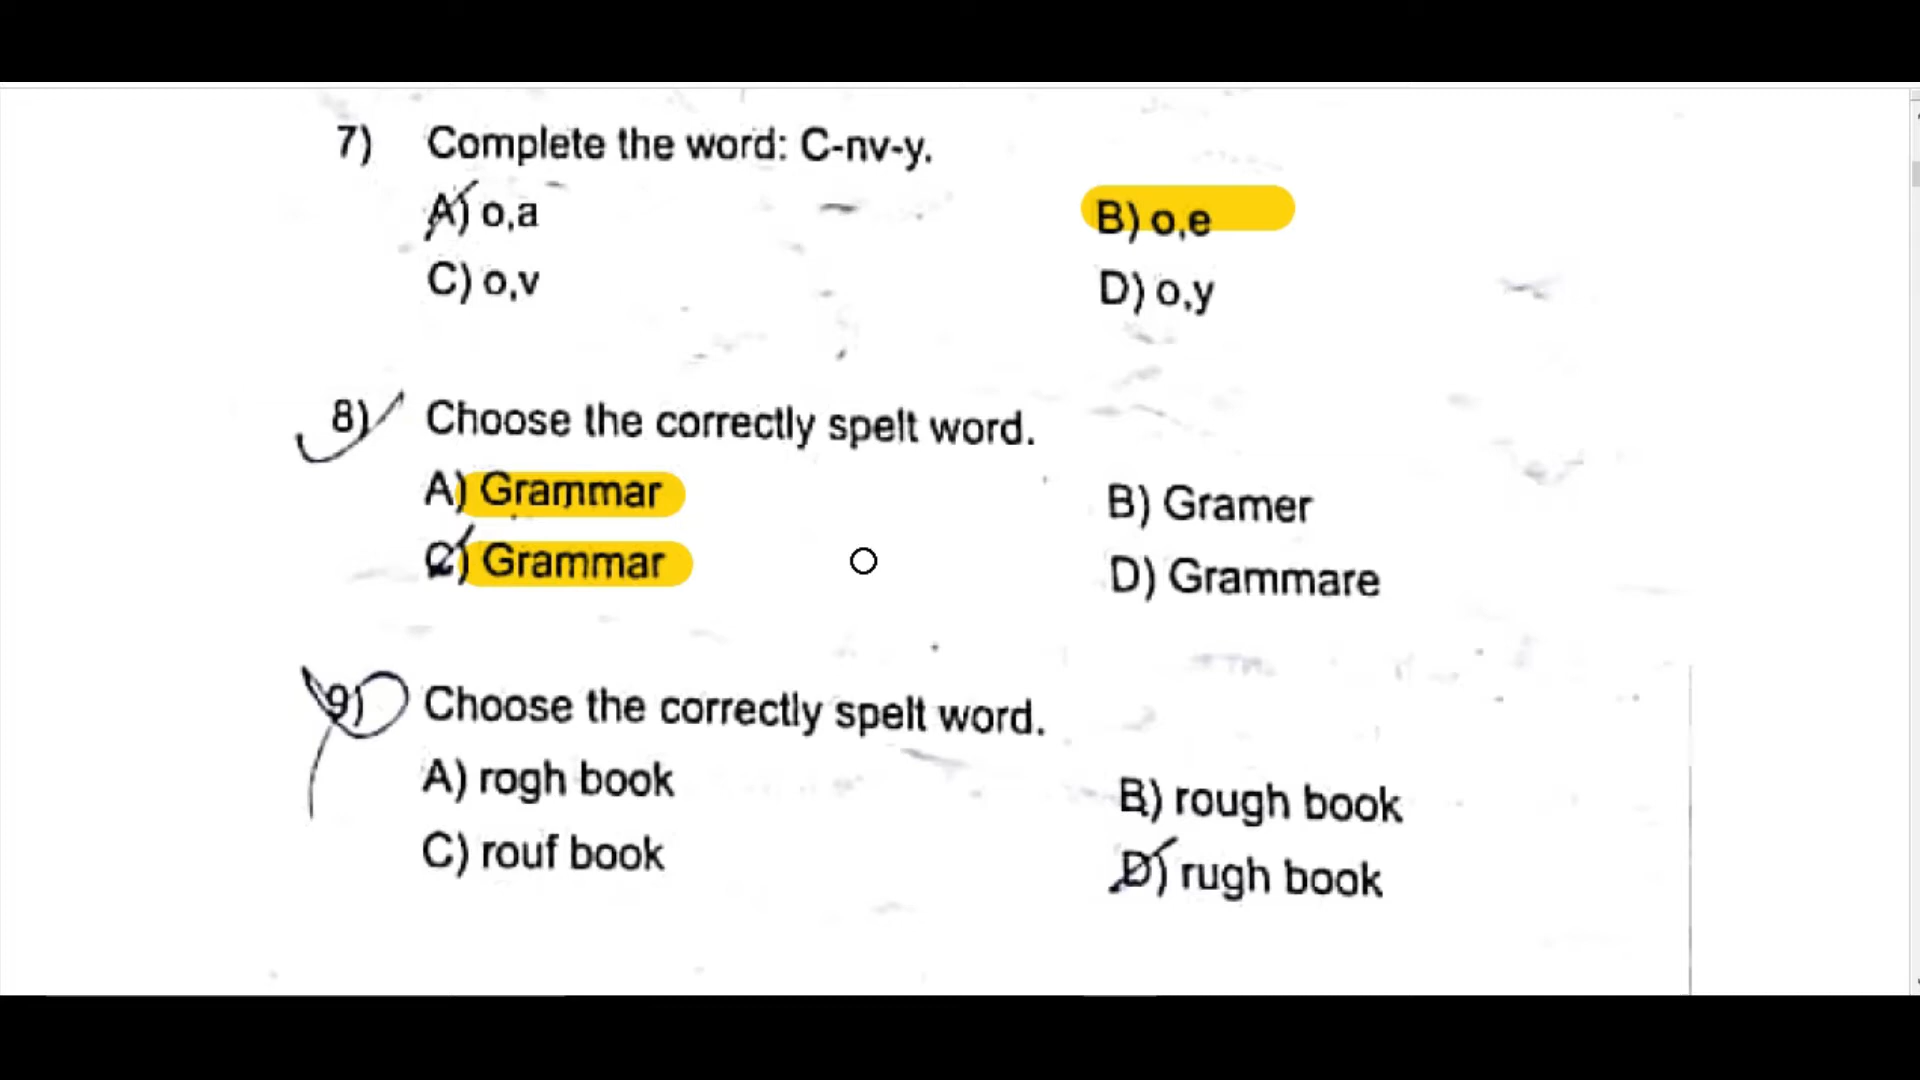 7) Complete the word: C-nv-y.
A) o,a B) o,e
C) o,v D) o,y
8) Choose the correctly spelt word.
A) Grammar B) Gramer
C) Grammar D) Grammare
9) Choose the correctly spelt word.
A) rogh book B) rough book
C) rouf book D) rugh book